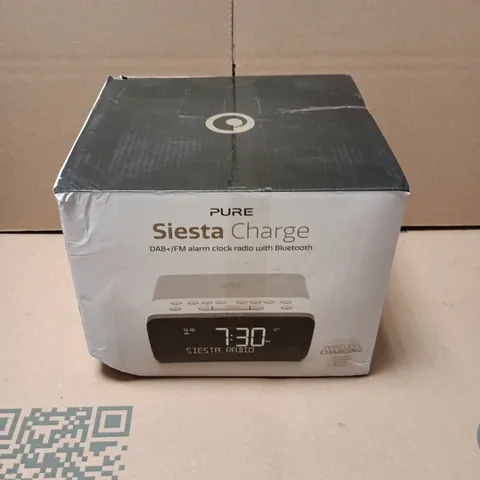 PURE
Siesta Charge
DAB+/FM alarm clock radio with Bluetooth
7:30
SIESTA RADIO
WIRELESS
CHARGING